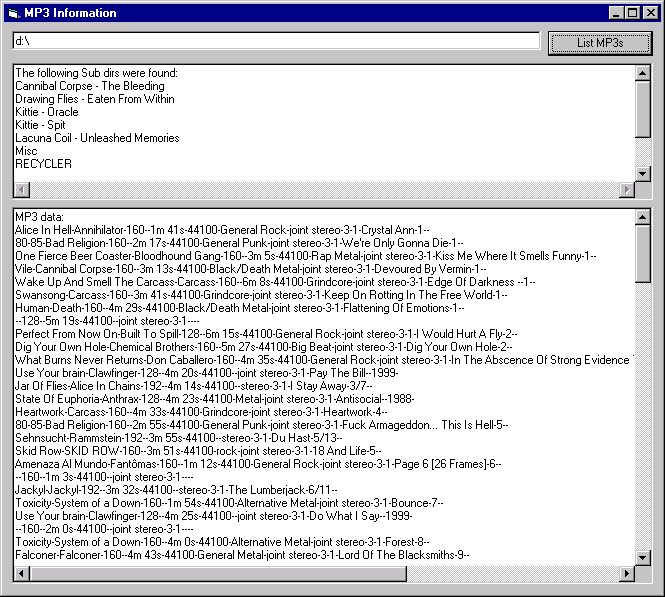 MP3 Information
d:\
List MP3s
The following Sub dirs were found:
Cannibal Corpse - The Bleeding
Drawing Flies - Eaten From Within
Kittie - Oracle
Kittie - Spit
Lacuna Coil - Unleashed Memories
Misc
RECYCLER
MP3 data:
Alice In Hell-Annihilator-160--1m 41s-44100-General Rock-joint stereo-3-1-Crystal Ann-1--
80-85-Bad Religion-160--2m 17s-44100-General Punk-joint stereo-3-1-We're Only Gonna Die-1--
One Fierce Beer Coaster-Bloodhound Gang-160--3m 5s-44100-Rap Metal-joint stereo-3-1-Kiss Me Where It Smells Funny-1--
Vile-Cannibal Corpse-160--3m 13s-44100-Black/Death Metal-joint stereo-3-1-Devoured By Vermin-1--
Wake Up And Smell The Carcass-Carcass-160--6m 8s-44100-Grindcore-joint stereo-3-1-Edge Of Darkness --1--
Swansong-Carcass-160--3m 41s-44100-Grindcore-joint stereo-3-1-Keep On Rotting In The Free World-1--
Human-Death-160--4m 29s-44100-Black/Death Metal-joint stereo-3-1-Flattening Of Emotions-1--
--128--5m 19s-44100--joint stereo-3-1----
Perfect From Now On-Built To Spill-128--6m 15s-44100-General Rock-joint stereo-3-1-I Would Hurt A Fly-2--
Dig Your Own Hole-Chemical Brothers-160--5m 27s-44100-Big Beat-joint stereo-3-1-Dig Your Own Hole-2--
What Burns Never Returns-Don Caballero-160--4m 35s-44100-General Rock-joint stereo-3-1-In The Abscence Of Strong Evidence
Use Your brain-Clawfinger-128--4m 20s-44100--joint stereo-3-1-Pay The Bill--1999-
Jar Of Flies-Alice In Chains-192--4m 14s-44100--stereo-3-1-I Stay Away-3/7--
State Of Euphoria-Anthrax-128--4m 23s-44100-Metal-joint stereo-3-1-Antisocial--1988-
Heartwork-Carcass-160--4m 33s-44100-Grindcore-joint stereo-3-1-Heartwork-4--
80-85-Bad Religion-160--2m 55s-44100-General Punk-joint stereo-3-1-Fuck Armageddon... This Is Hell-5--
Sehnsucht-Rammstein-192--3m 55s-44100--stereo-3-1-Du Hast-5/13--
Skid Row-SKID ROW-160--3m 51s-44100-rock-joint stereo-3-1-18 And Life-5--
Amenaza Al Mundo-Fantômas-160--1m 12s-44100-General Rock-joint stereo-3-1-Page 6 [26 Frames]-6--
--160--1m 3s-44100--joint stereo-3-1----
Jackyl-Jackyl-192--3m 32s-44100--stereo-3-1-The Lumberjack-6/11--
Toxicity-System of a Down-160--1m 54s-44100-Alternative Metal-joint stereo-3-1-Bounce-7--
Use Your brain-Clawfinger-128--4m 25s-44100--joint stereo-3-1-Do What I Say--1999-
--160--2m 0s-44100--joint stereo-3-1----
Toxicity-System of a Down-160--4m 0s-44100-Alternative Metal-joint stereo-3-1-Forest-8--
Falconer-Falconer-160--4m 43s-44100-General Metal-joint stereo-3-1-Lord Of The Blacksmiths-9--